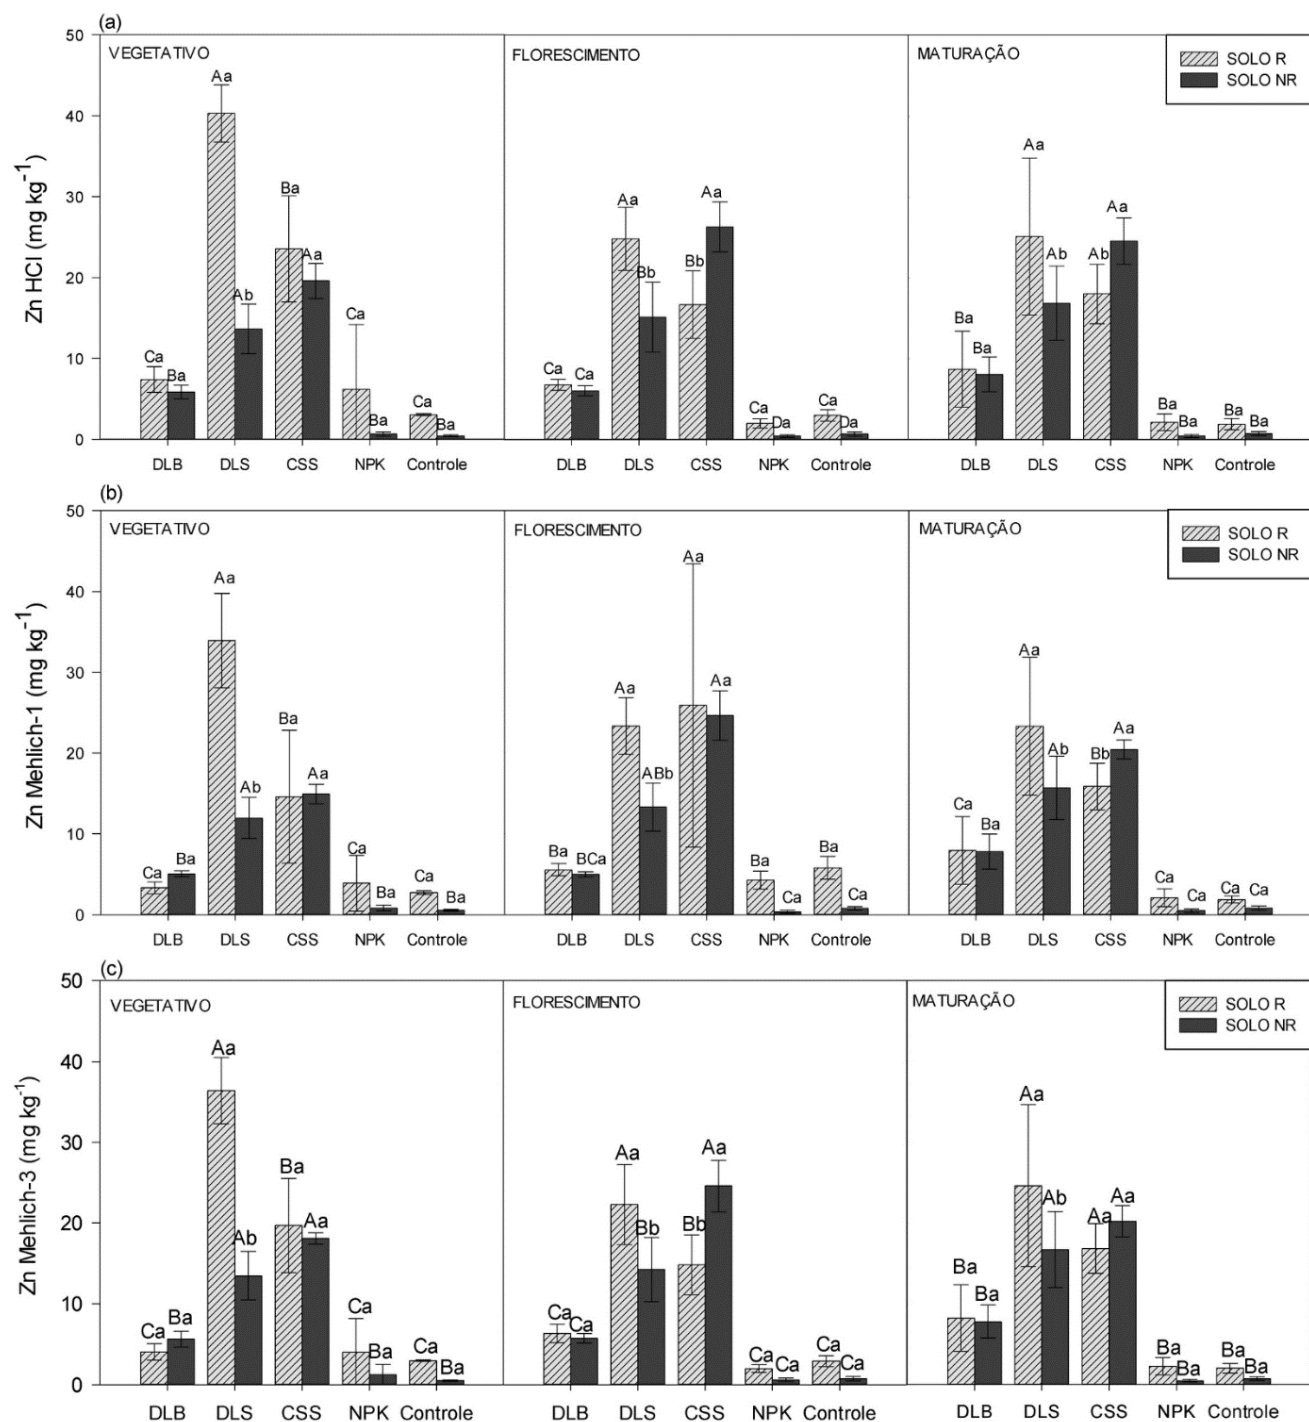 (a)
50
VEGETATIVO
FLORESCIMENTO
MATURAÇÃO
SOLO R
SOLO NR
40
30
20
10
0
Zn HCl (mg kg-1)
Ca Ba Aa Ab Ba Aa Ca Ba Ca Ba
Ca Ca Aa Bb Bb Aa Ca Da Ca Da
Ba Ba Aa Ab Ab Aa Ba Ba Ba Ba
DLB DLS CSS NPK Controle DLB DLS CSS NPK Controle DLB DLS CSS NPK Controle
(b)
50
VEGETATIVO
FLORESCIMENTO
MATURAÇÃO
SOLO R
SOLO NR
40
30
20
10
0
Zn Mehlich-1 (mg kg-1)
Ca Ba Aa Ab Ba Aa Ca Ba Ca Ba
Ba BCa Aa ABb Aa Aa Ba Ca Ba Ca
Ca Ba Aa Ab Bb Aa Ca Ca Ca Ca
DLB DLS CSS NPK Controle DLB DLS CSS NPK Controle DLB DLS CSS NPK Controle
(c)
50
VEGETATIVO
FLORESCIMENTO
MATURAÇÃO
SOLO R
SOLO NR
40
30
20
10
0
Zn Mehlich-3 (mg kg-1)
Ca Ba Aa Ab Ba Aa Ca Ba Ca Ba
Ca Ca Aa Bb Bb Aa Ca Ca Ca Ca
Ba Ba Aa Ab Aa Aa Ba Ba Ba Ba
DLB DLS CSS NPK Controle DLB DLS CSS NPK Controle DLB DLS CSS NPK Controle